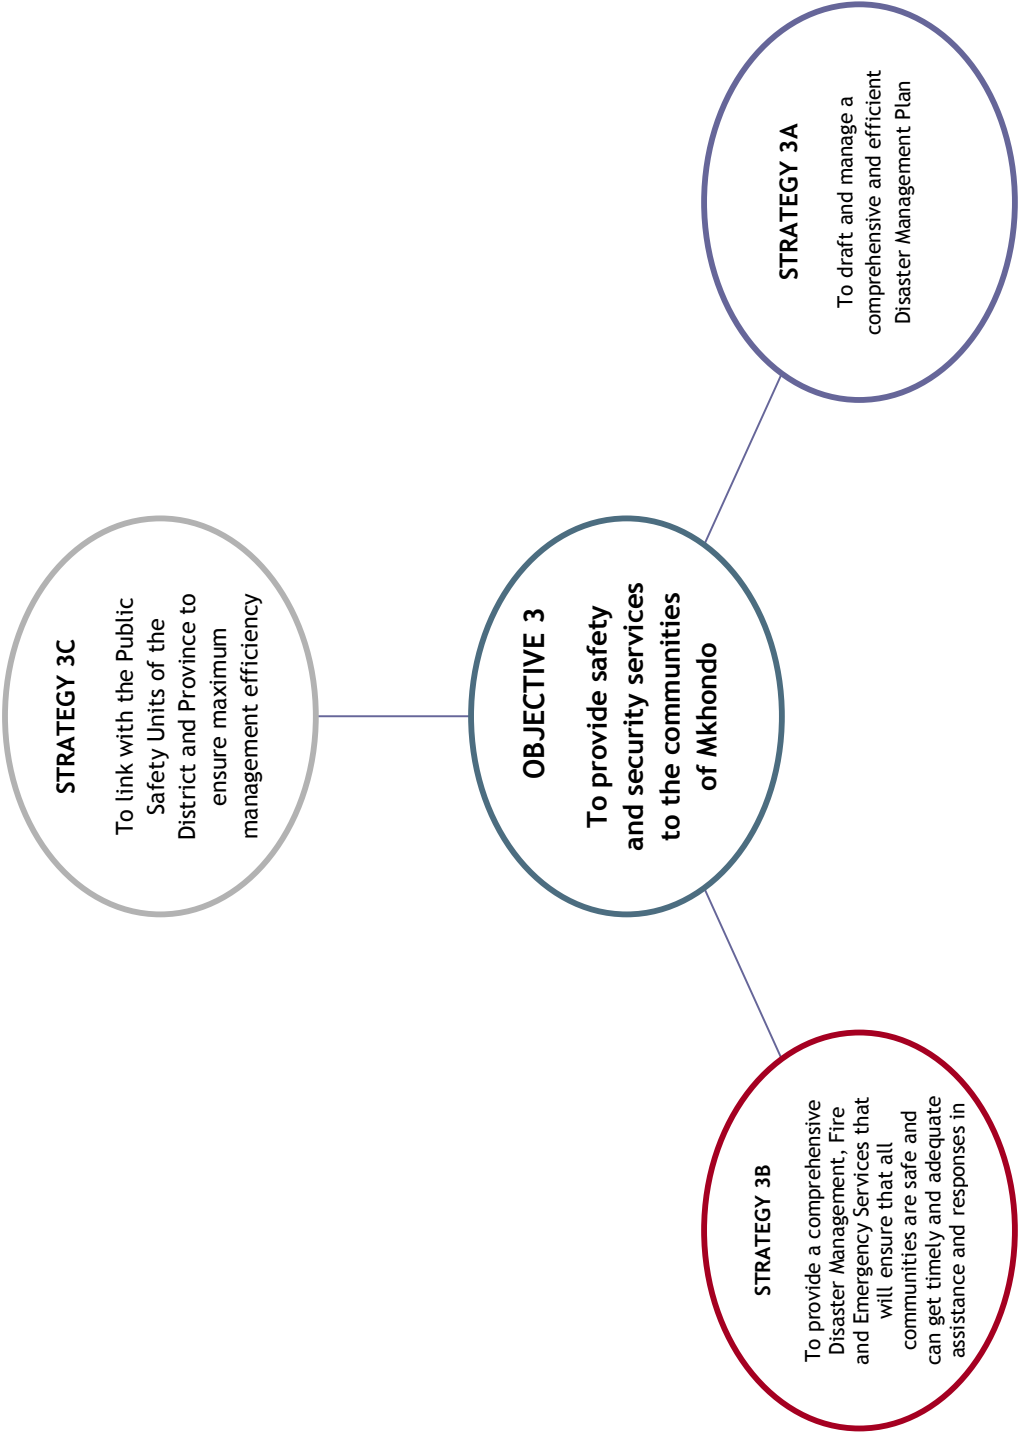 STRATEGY 3C
To link with the Public
Safety Units of the
District and Province to
ensure maximum
management efficiency
OBJECTIVE 3
To provide safety
and security services
to the communities
of Mkhondo
STRATEGY 3B
To provide a comprehensive
Disaster Management, Fire
and Emergency Services that
will ensure that all
communities are safe and
can get timely and adequate
assistance and responses in
STRATEGY 3A
To draft and manage a
comprehensive and efficient
Disaster Management Plan